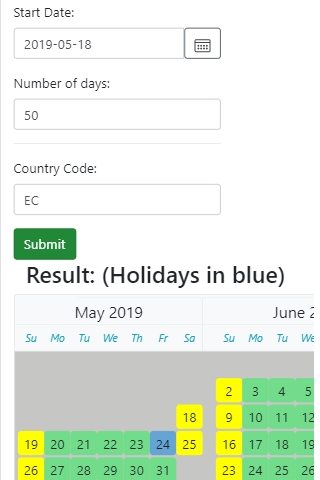 Start Date:
2019-05-18
Number of days:
50
Country Code:
EC
Submit
Result: (Holidays in blue)
May 2019 June 2
Su Mo Tu We Th Fr Sa Su Mo Tu We
2 3 4 5
18 9 10 11 12
19 20 21 22 23 24 25 16 17 18 19
26 27 28 29 30 31 23 24 25 26